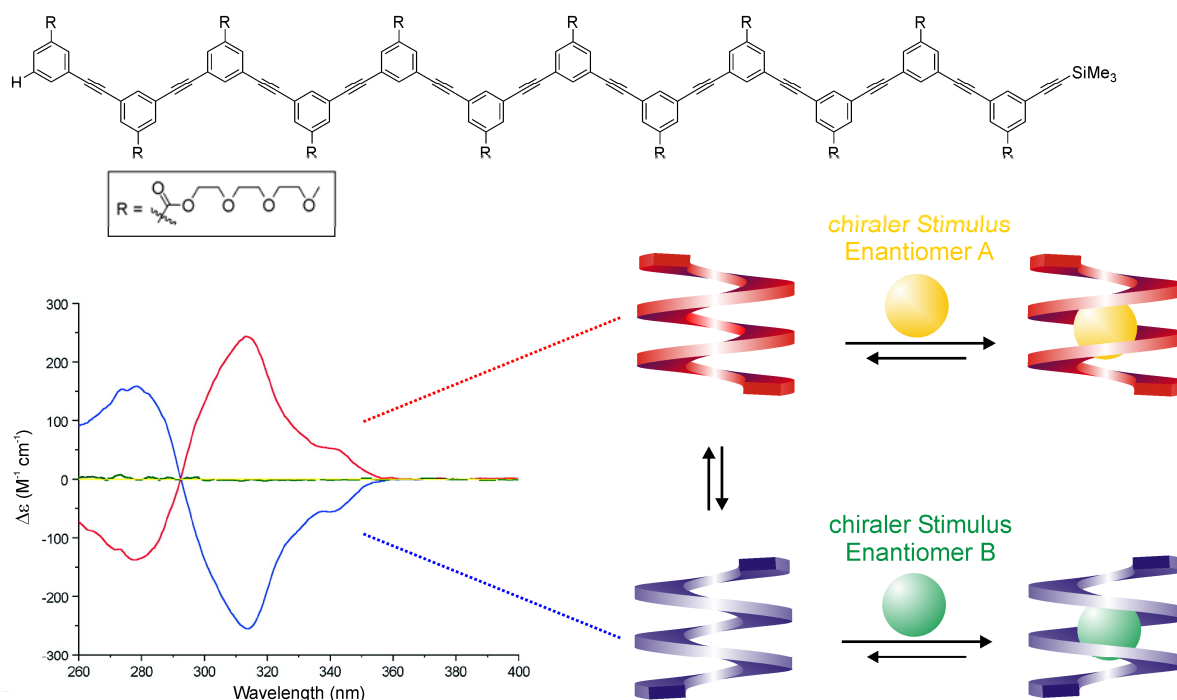 R R R R R R
H
SiMe3
R R R R R
R = O O O O O
chiraler Stimulus
Enantiomer A
300
200
100
0
-100
-200
-300
Δε (M-1 cm-1)
260 280 300 320 340 360 380 400
Wavelength (nm)
chiraler Stimulus
Enantiomer B